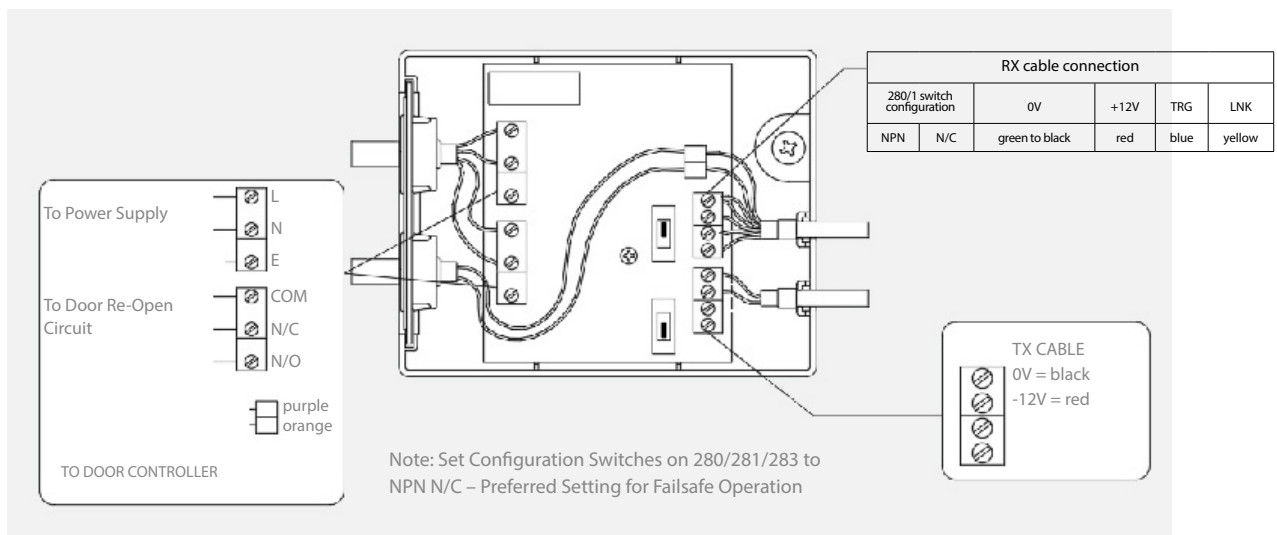 RX cable connection
280/1 switch
configuration
0V
+12V
TRG
LNK
NPN
N/C
green to black
red
blue
yellow
To Power Supply
L
N
E
To Door Re-Open
Circuit
COM
N/C
N/O
purple
orange
TO DOOR CONTROLLER
TX CABLE
0V = black
-12V = red
Note: Set Configuration Switches on 280/281/283 to
NPN N/C – Preferred Setting for Failsafe Operation